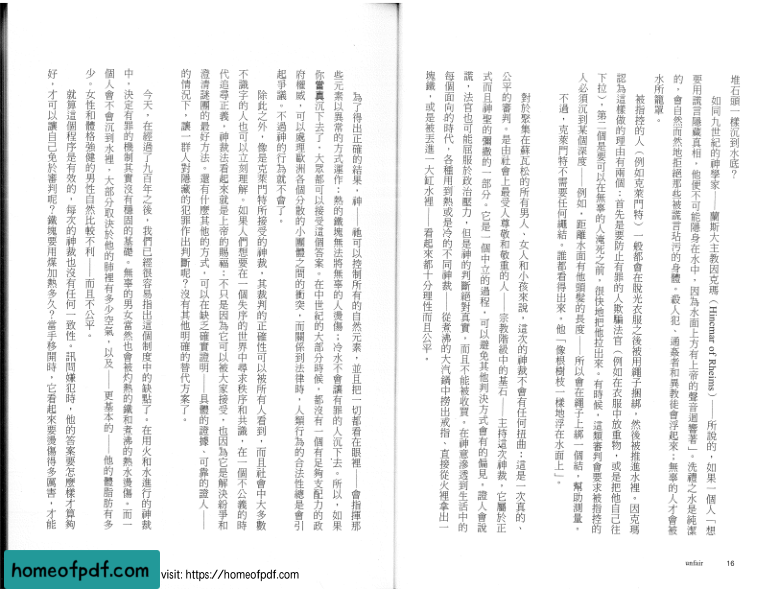 堆石頭一樣沉到水底？
如同九世紀的神學家——蘭斯大主教因克瑪（Hincmar of Rheims）——所說的，如果一個人「想
要用謊言隱藏真相，他便不可能隱身在水中，因為水面上方有上帝的聲音迴響著」。洗禮之水是純潔
的，會自然而然地拒絕那些被謊言玷污的身體。殺人犯、通姦者和異教徒會浮起來；無辜的人才會被
水所籠罩。
被指控的人（例如克萊門特）一般都會在脫光衣服之後被用繩子捆綁，然後被推進水裡。因克瑪
認為這樣做的理由有兩個：首先是要防止有罪的人欺騙法官（例如在衣服中放重物，或是把他自己往
下拉），第二個是要可以在無辜的人淹死之前，很快地把他拉出來。有時候，這類審判會要求被指控的
人必須沉到某個深度——例如，距離水面有他頭髮的長度——所以會在繩子上綁一個結，幫助測量。
不過，克萊門特不需要任何繩結。誰都看得出來，他「像根樹枝一樣地浮在水面上」。
對於聚集在蘇瓦松的所有男人、女人和小孩來說，這次的神裁不會有任何扭曲：這是一次真的、
公平的審判。是由社會上最受人尊敬和敬重的人——宗教階級中的基石——主持這次神裁。它屬於正
式而且神聖的彌撒的一部分。它是一個中立的過程，可以避免其他判決方式會有的偏見。證人會說
謊，法官也可能屈服於政治壓力，但是神的判斷絕對真實，而且不能被收買。在神意滲透到生活中的
每個面向的時代，各種用到熱或是冷的不同神裁——從煮沸的大汽鍋中撈出戒指、直接從火裡拿出一
塊鐵，或是被丟進一大缸水裡——看起來都十分理性而且公平。
unfair
16
為了得出正確的結果，神——祂可以控制所有的自然元素，並且把一切都看在眼裡——會指揮那
些元素以異常的方式運作：熱的鐵塊無法將無辜的人燙傷；冷水不會讓有罪的人沉下去。所以，如果
你當真沉下去了，大眾都可以接受這個答案。在中世紀的大部分時候，都沒有一個有足夠支配力的政
府權威，可以處理歐洲各個分散的小團體之間的衝突，而關係到法律時，人類行為的合法性總是會引
起爭議。不過神的行為就不會了。
除此之外，像是克萊門特所接受的神裁，其裁判的正確性可以被所有人看到，而且社會中大多數
不識字的人也可以立刻理解。如果人們想要在一個失序的世界中尋求秩序和共識，在一個不公義的時
代追尋正義，神裁法看起來就是上帝的賜福：不只是因為它可以被大家接受，也因為它是解決紛爭和
澄清謎團的最好方法。還有什麼其他的方式，可以在缺乏確實證明——具體的證據、可靠的證人——
的情況下，讓一群人對隱藏的犯罪作出判斷呢？沒有其他明確的替代方案了。
今天，在經過了九百年之後，我們已經很容易指出這個制度中的缺點了。在用火和水進行的神裁
中，決定有罪的機制其實沒有穩固的基礎。無辜的男女當然也會被灼熱的鐵和煮沸的熱水燙傷。而一
個人會不會沉到水裡，大部分取決於他的肺裡有多少空氣，以及——更基本的——他的體脂肪有多
少。女性和體格強健的男性自然比較不利——而且不公平。
就算這個程序是有效的，每次的神裁也沒有任何一致性。訊問嫌犯時，他的答案要怎麼樣才算夠
好，才可以讓自己免於審判呢？鐵塊要用煤加熱多久？當手移開時，它看起來要燙傷得多厲害，才能
homeofpdf.com
visit: https://homeofpdf.com